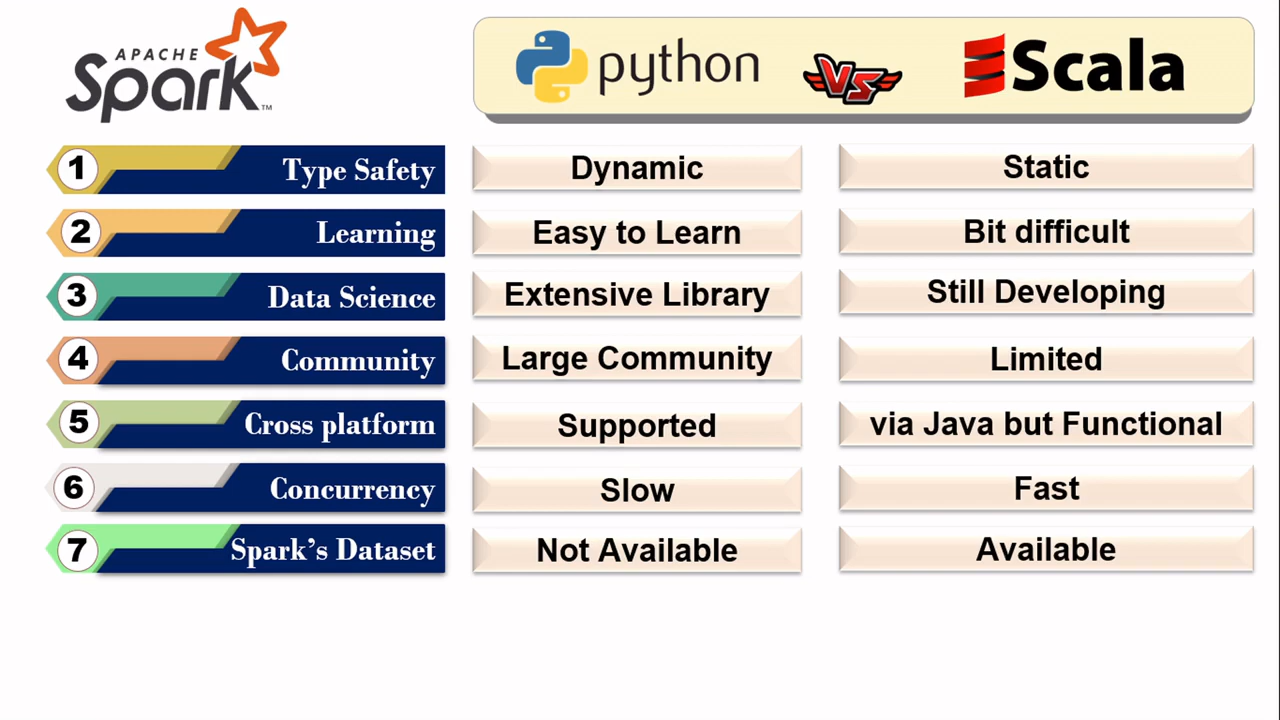 APACHE
Spark™
python VS Scala
1 Type Safety Dynamic Static
2 Learning Easy to Learn Bit difficult
3 Data Science Extensive Library Still Developing
4 Community Large Community Limited
5 Cross platform Supported via Java but Functional
6 Concurrency Slow Fast
7 Spark's Dataset Not Available Available